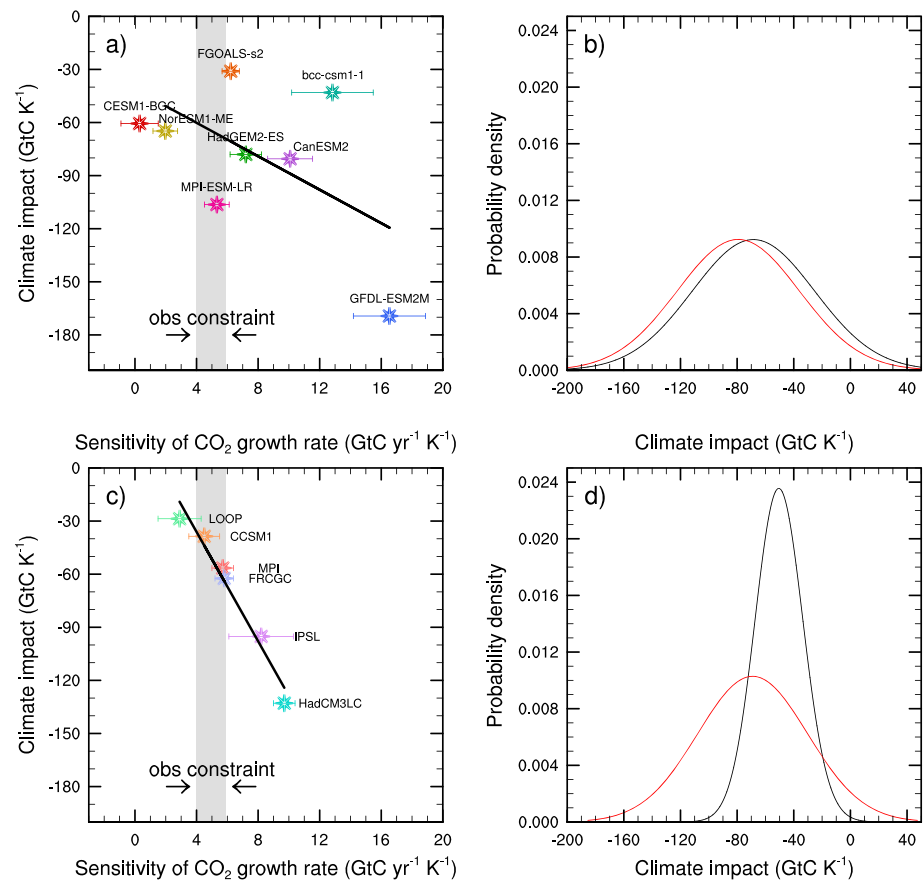 a)
0
-30
-60
-90
-120
-150
-180
Climate impact (GtC K⁻¹)
FGOALS-s2
bcc-csm1-1
CESM1-BGC
NorESM1-ME
HadGEM2-ES
CanESM2
MPI-ESM-LR
GFDL-ESM2M
obs constraint
0 4 8 12 16 20
Sensitivity of CO₂ growth rate (GtC yr⁻¹ K⁻¹)
b)
0.024
0.020
0.016
0.012
0.008
0.004
0.000
Probability density
-200 -160 -120 -80 -40 0
Climate impact (GtC K⁻¹)
c)
0
-30
-60
-90
-120
-150
-180
Climate impact (GtC K⁻¹)
LOOP
CCSM1
MPI
FRCGC
IPSL
HadCM3LC
obs constraint
0 4 8 12 16 20
Sensitivity of CO₂ growth rate (GtC yr⁻¹ K⁻¹)
d)
0.024
0.020
0.016
0.012
0.008
0.004
0.000
Probability density
-200 -160 -120 -80 -40 0
Climate impact (GtC K⁻¹)